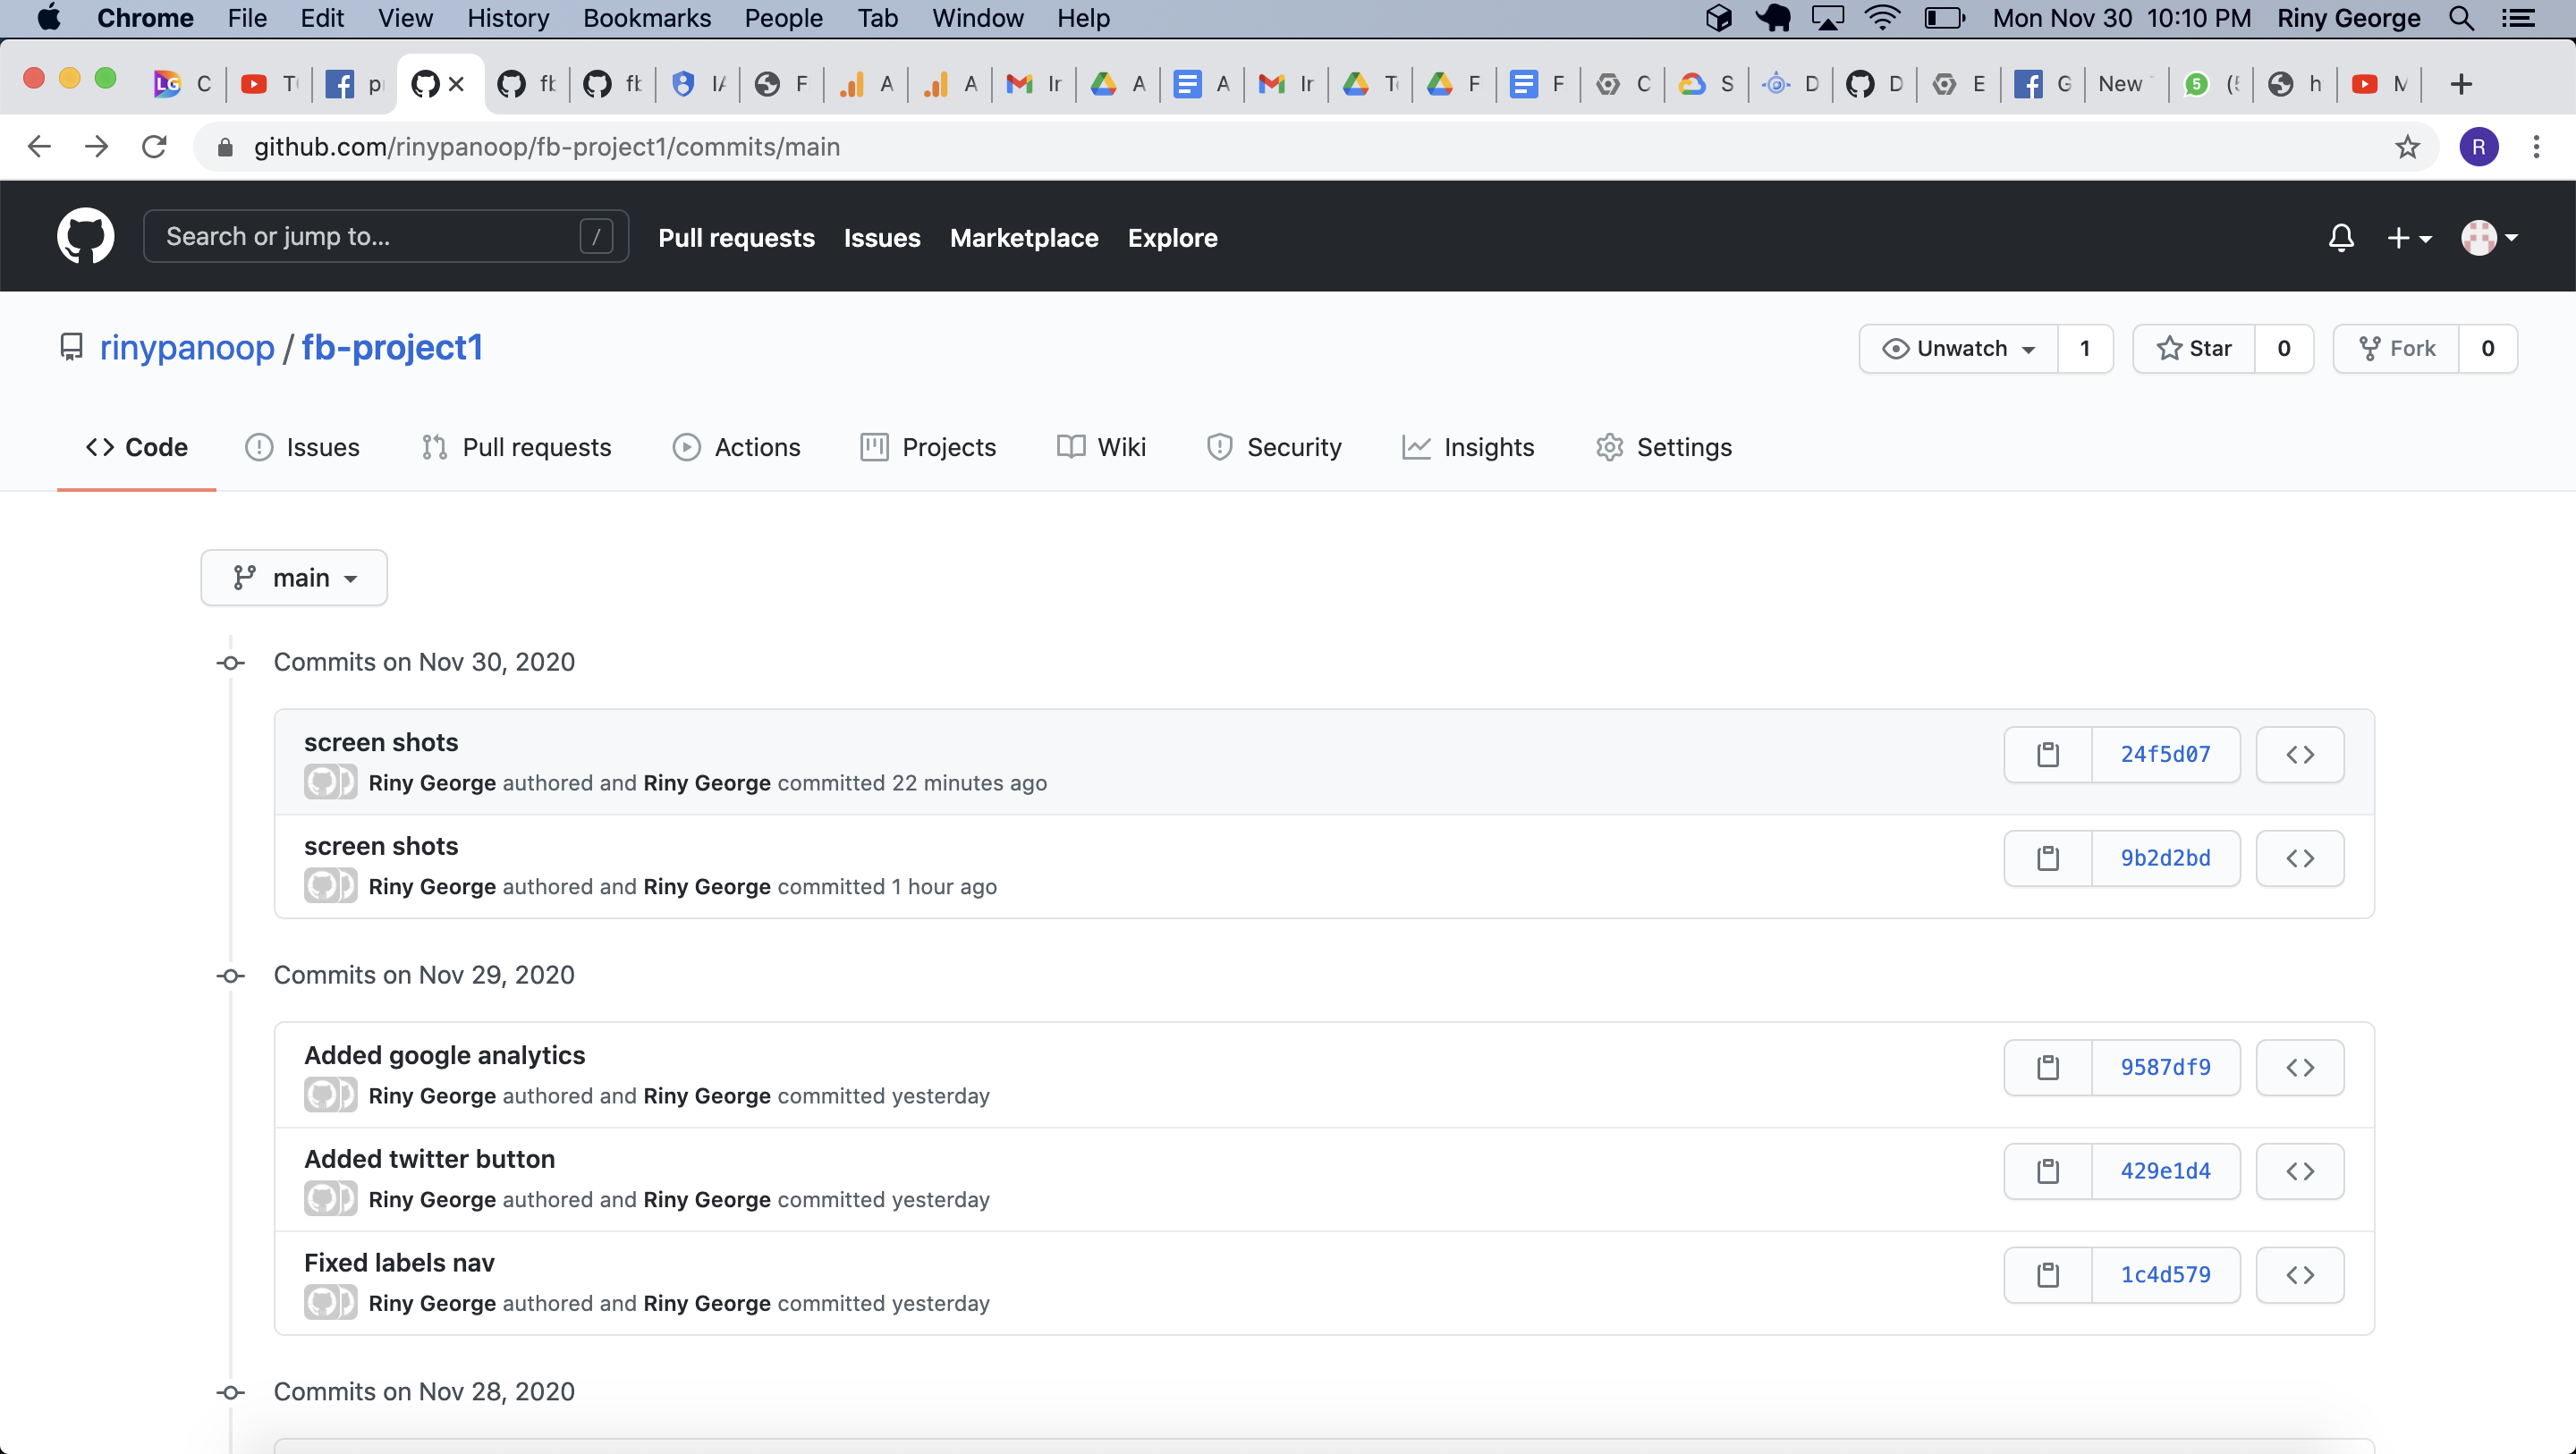 Chrome File Edit View History Bookmarks People Tab Window Help Mon Nov 30 10:10 PM Riny George
C F A A A A F C S D D E G New h M
github.com/rinypanoop/fb-project1/commits/main R
Search or jump to... / Pull requests Issues Marketplace Explore
rinypanoop / fb-project1 Unwatch 1 Star 0 Fork 0
Code Issues Pull requests Actions Projects Wiki Security Insights Settings
main
Commits on Nov 30, 2020
screen shots
24f5d07
Riny George authored and Riny George committed 22 minutes ago
screen shots
9b2d2bd
Riny George authored and Riny George committed 1 hour ago
Commits on Nov 29, 2020
Added google analytics
9587df9
Riny George authored and Riny George committed yesterday
Added twitter button
429e1d4
Riny George authored and Riny George committed yesterday
Fixed labels nav
1c4d579
Riny George authored and Riny George committed yesterday
Commits on Nov 28, 2020